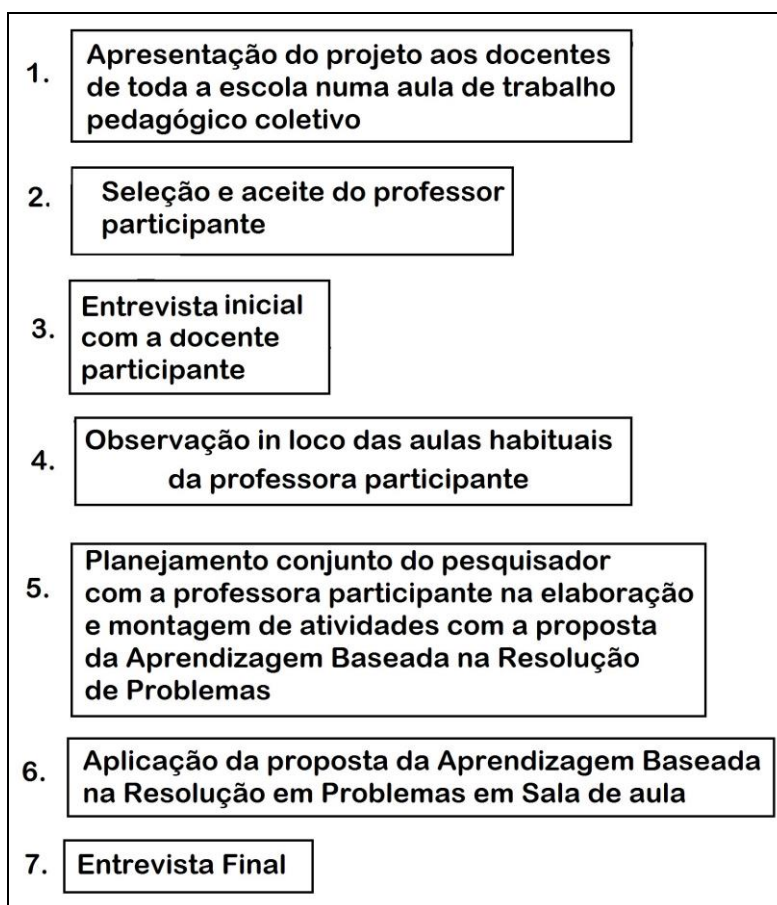 1. Apresentação do projeto aos docentes
de toda a escola numa aula de trabalho
pedagógico coletivo
2. Seleção e aceite do professor
participante
3. Entrevista inicial
com a docente
participante
4. Observação in loco das aulas habituais
da professora participante
5. Planejamento conjunto do pesquisador
com a professora participante na elaboração
e montagem de atividades com a proposta
da Aprendizagem Baseada na Resolução
de Problemas
6. Aplicação da proposta da Aprendizagem Baseada
na Resolução em Problemas em Sala de aula
7. Entrevista Final